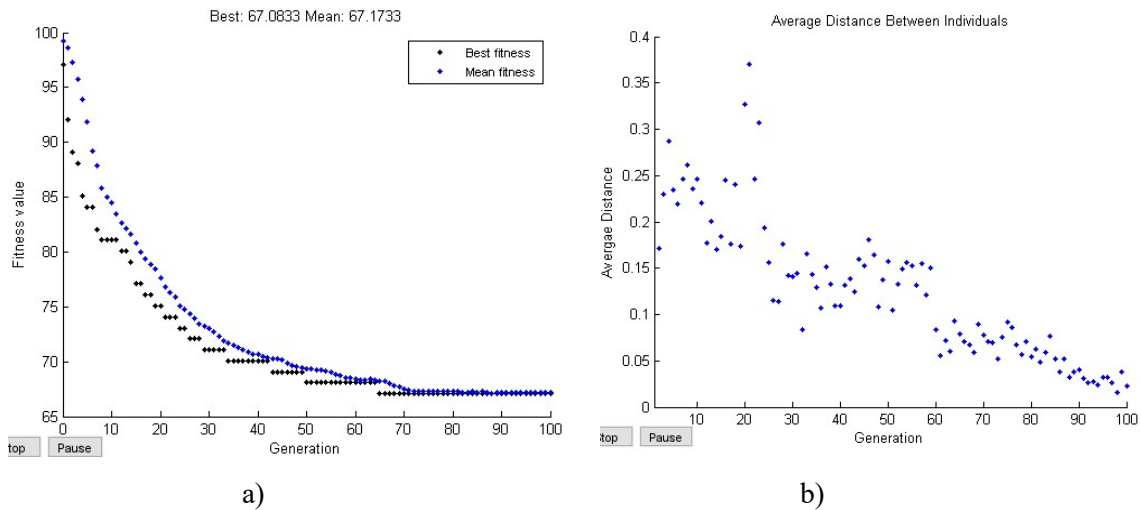 Best: 67.0833 Mean: 67.1733
100
95
90
85
80
75
70
65
Fitness value
Best fitness
Mean fitness
0 10 20 30 40 50 60 70 80 90 100
Generation
top Pause
a)
Average Distance Between Individuals
0.4
0.35
0.3
0.25
0.2
0.15
0.1
0.05
0
Avergae Distance
10 20 30 40 50 60 70 80 90 100
Generation
Stop Pause
b)